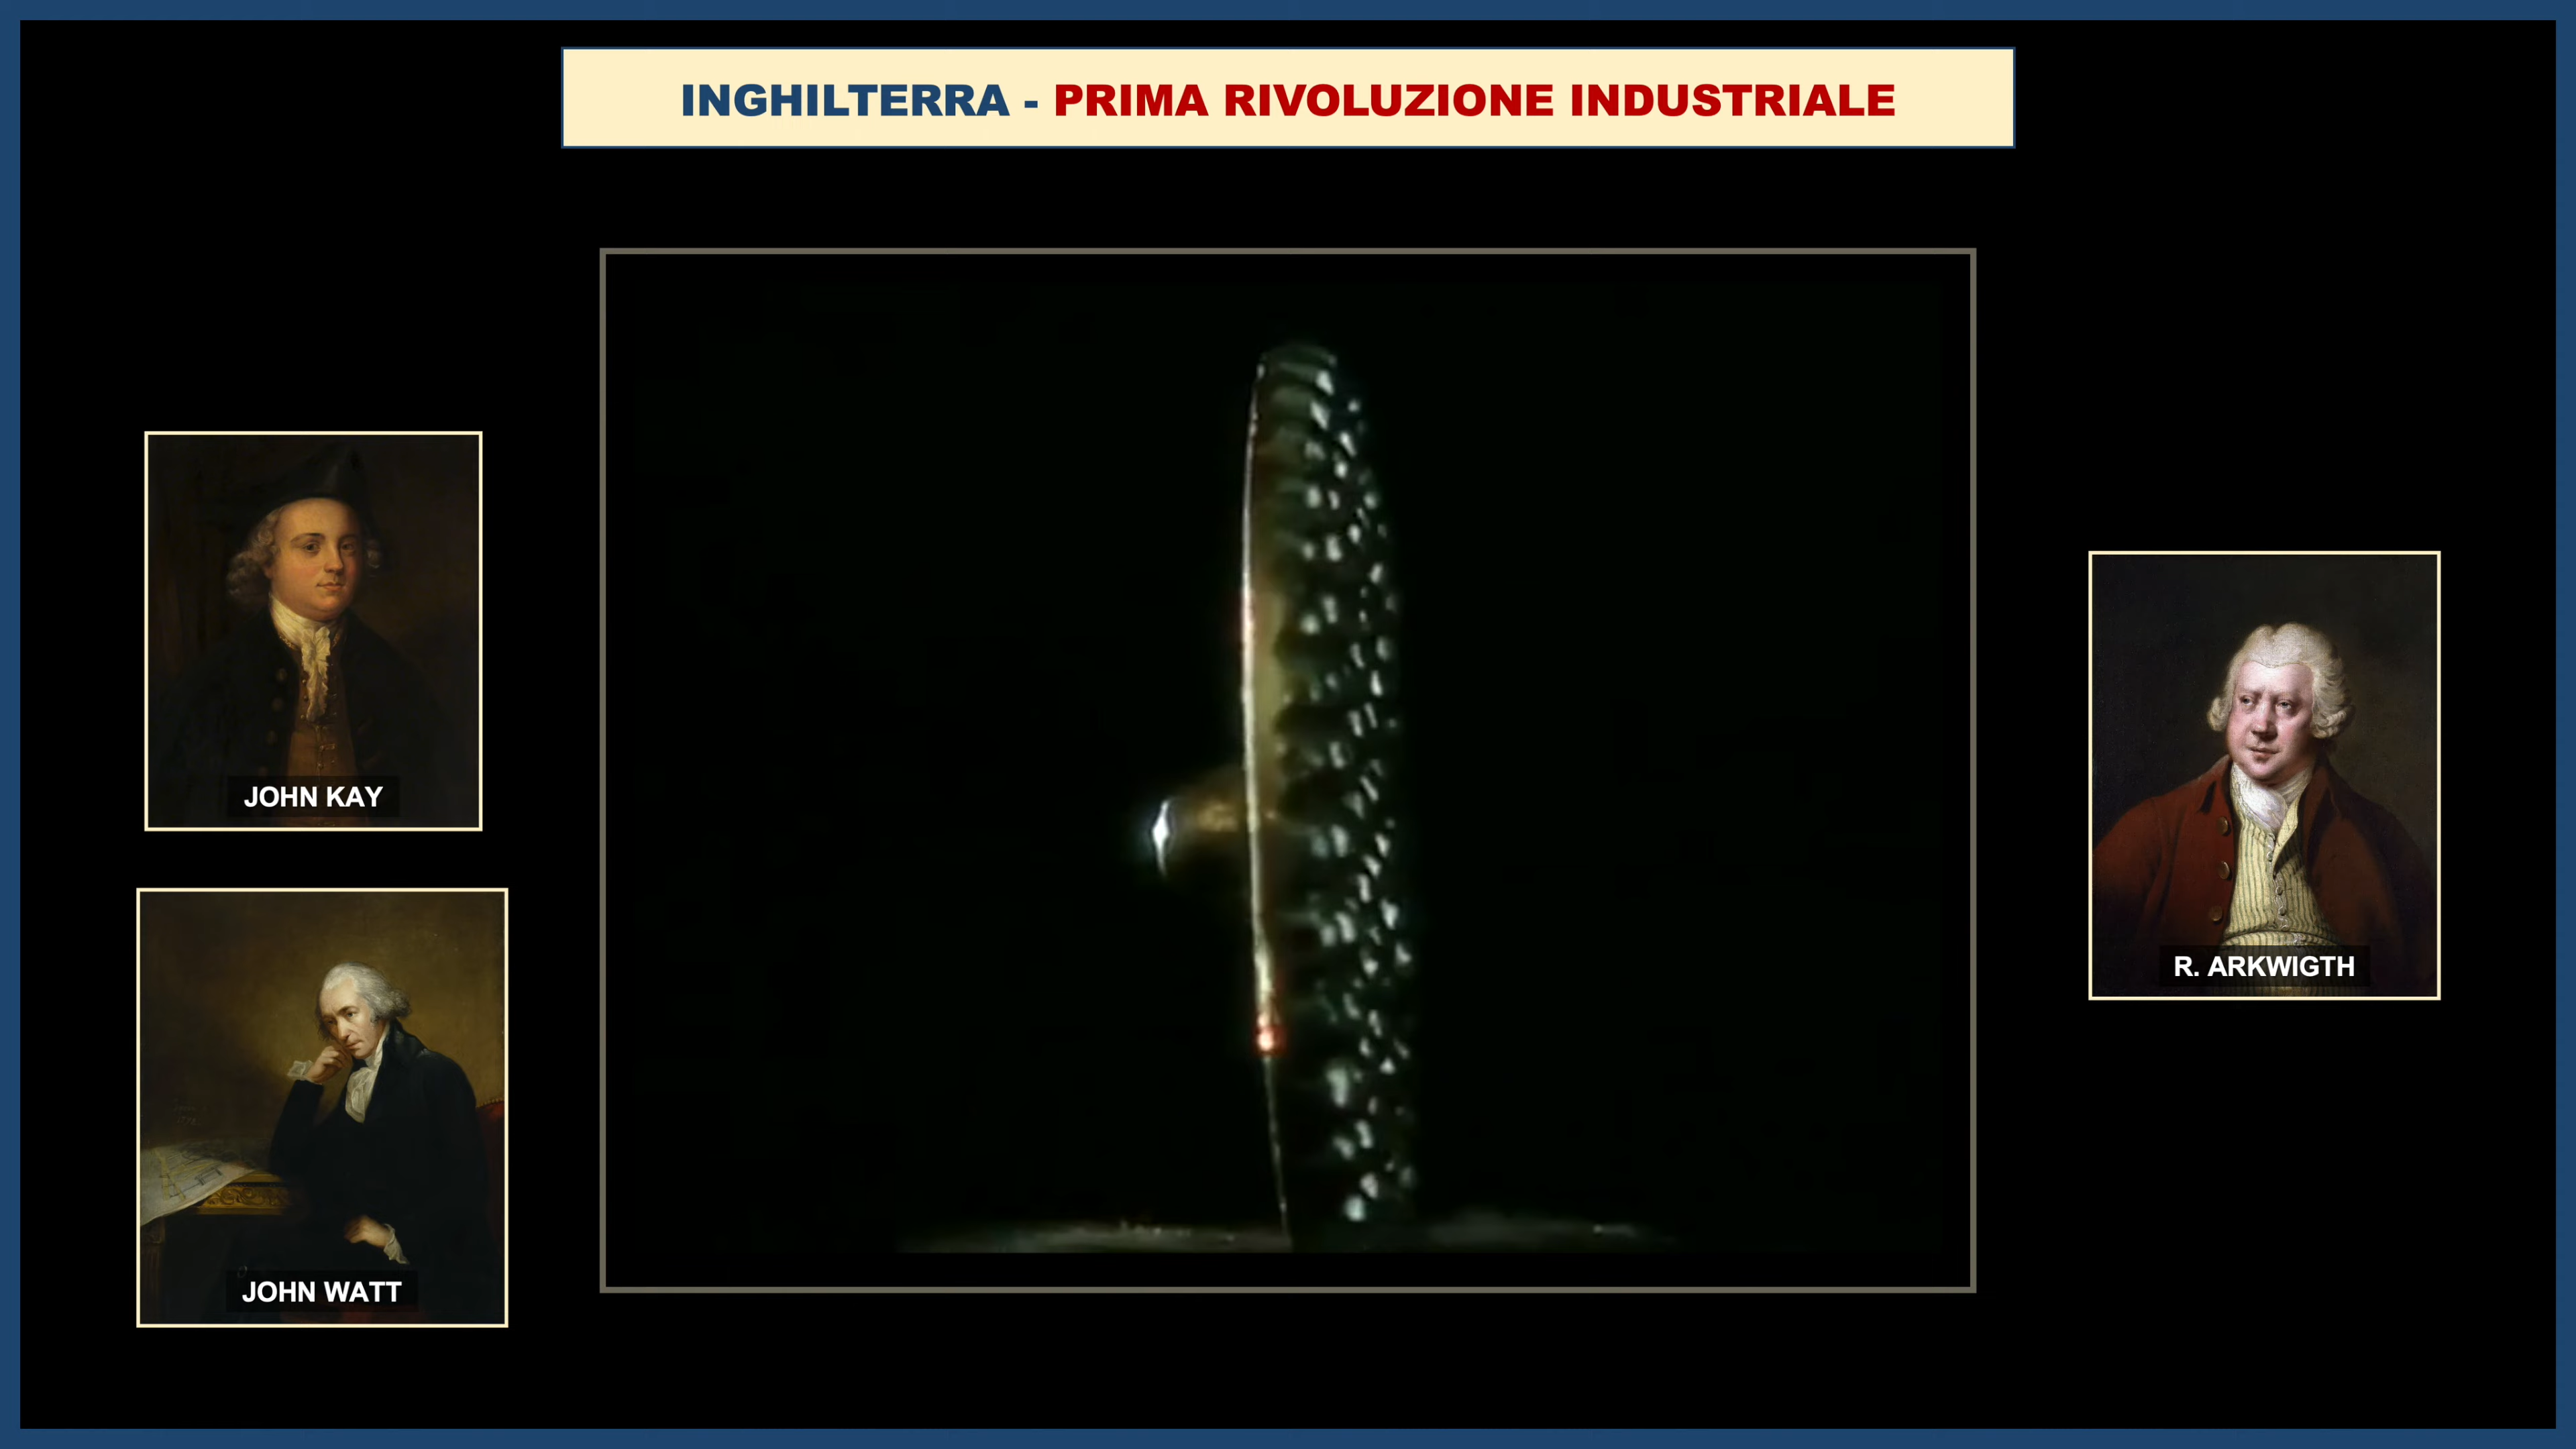 INGHILTERRA - PRIMA RIVOLUZIONE INDUSTRIALE
JOHN KAY
JOHN WATT
R. ARKWIGTH